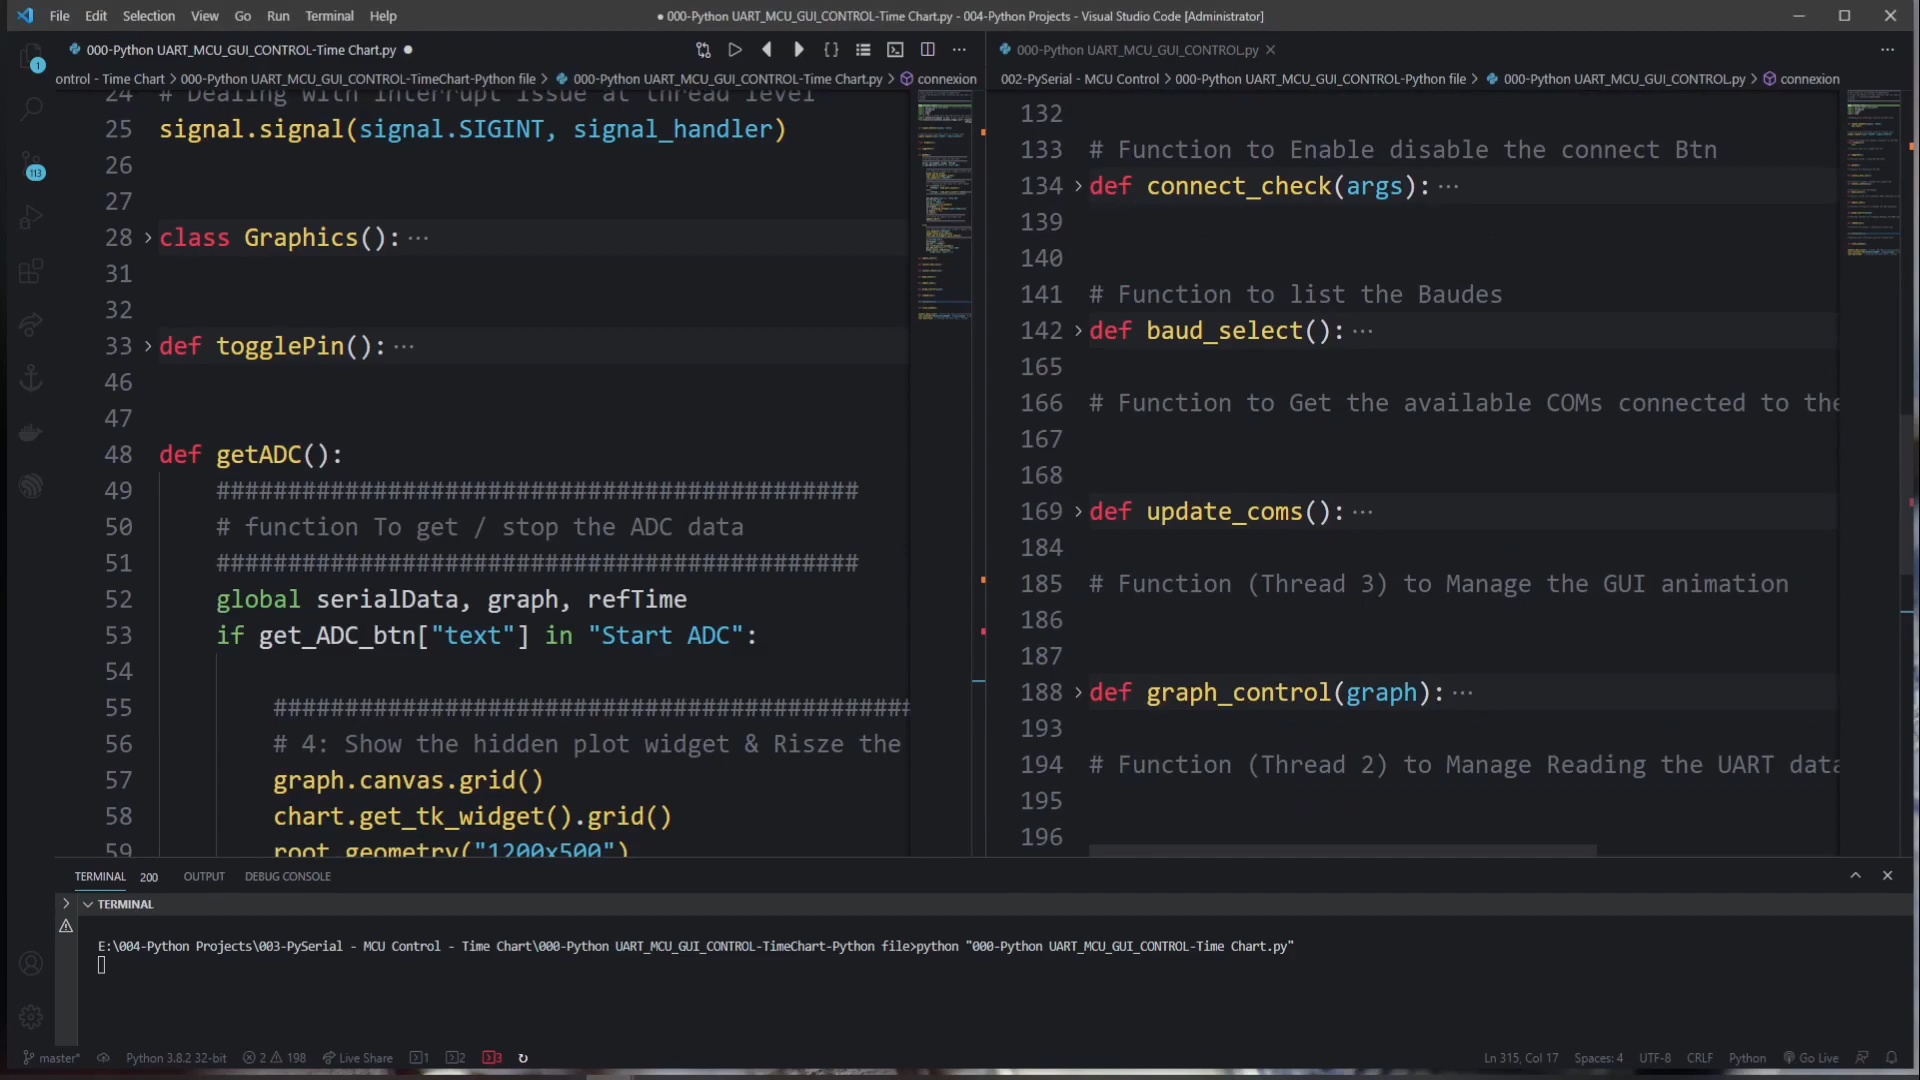 File Edit Selection View Go Run Terminal Help
● 000-Python UART_MCU_GUI_CONTROL-Time Chart.py - 004-Python Projects - Visual Studio Code [Administrator]
000-Python UART_MCU_GUI_CONTROL-Time Chart.py ●
ontrol - Time Chart > 000-Python UART_MCU_GUI_CONTROL-TimeChart-Python file > 000-Python UART_MCU_GUI_CONTROL-Time Chart.py > connexion
24 # Dealing with interrupt issue at thread level
25 signal.signal(signal.SIGINT, signal_handler)
26
27
28 > class Graphics(): ···
31
32
33 > def togglePin(): ···
46
47
48 def getADC():
49 #############################################
50 # function To get / stop the ADC data
51 #############################################
52 global serialData, graph, refTime
53 if get_ADC_btn["text"] in "Start ADC":
54
55 #############################################
56 # 4: Show the hidden plot widget & Risze the
57 graph.canvas.grid()
58 chart.get_tk_widget().grid()
59 root.geometry("1200x500")
000-Python UART_MCU_GUI_CONTROL.py
002-PySerial - MCU Control > 000-Python UART_MCU_GUI_CONTROL-Python file > 000-Python UART_MCU_GUI_CONTROL.py > connexion
132
133 # Function to Enable disable the connect Btn
134 > def connect_check(args): ···
139
140
141 # Function to list the Baudes
142 > def baud_select(): ···
165
166 # Function to Get the available COMs connected to the
167
168
169 > def update_coms(): ···
184
185 # Function (Thread 3) to Manage the GUI animation
186
187
188 > def graph_control(graph): ···
193
194 # Function (Thread 2) to Manage Reading the UART data
195
196
TERMINAL 200 OUTPUT DEBUG CONSOLE
TERMINAL
E:\004-Python Projects\003-PySerial - MCU Control - Time Chart\000-Python UART_MCU_GUI_CONTROL-TimeChart-Python file>python "000-Python UART_MCU_GUI_CONTROL-Time Chart.py"
1
113
master* Python 3.8.2 32-bit 2 198 Live Share 1 2 3
Ln 315, Col 17 Spaces: 4 UTF-8 CRLF Python Go Live